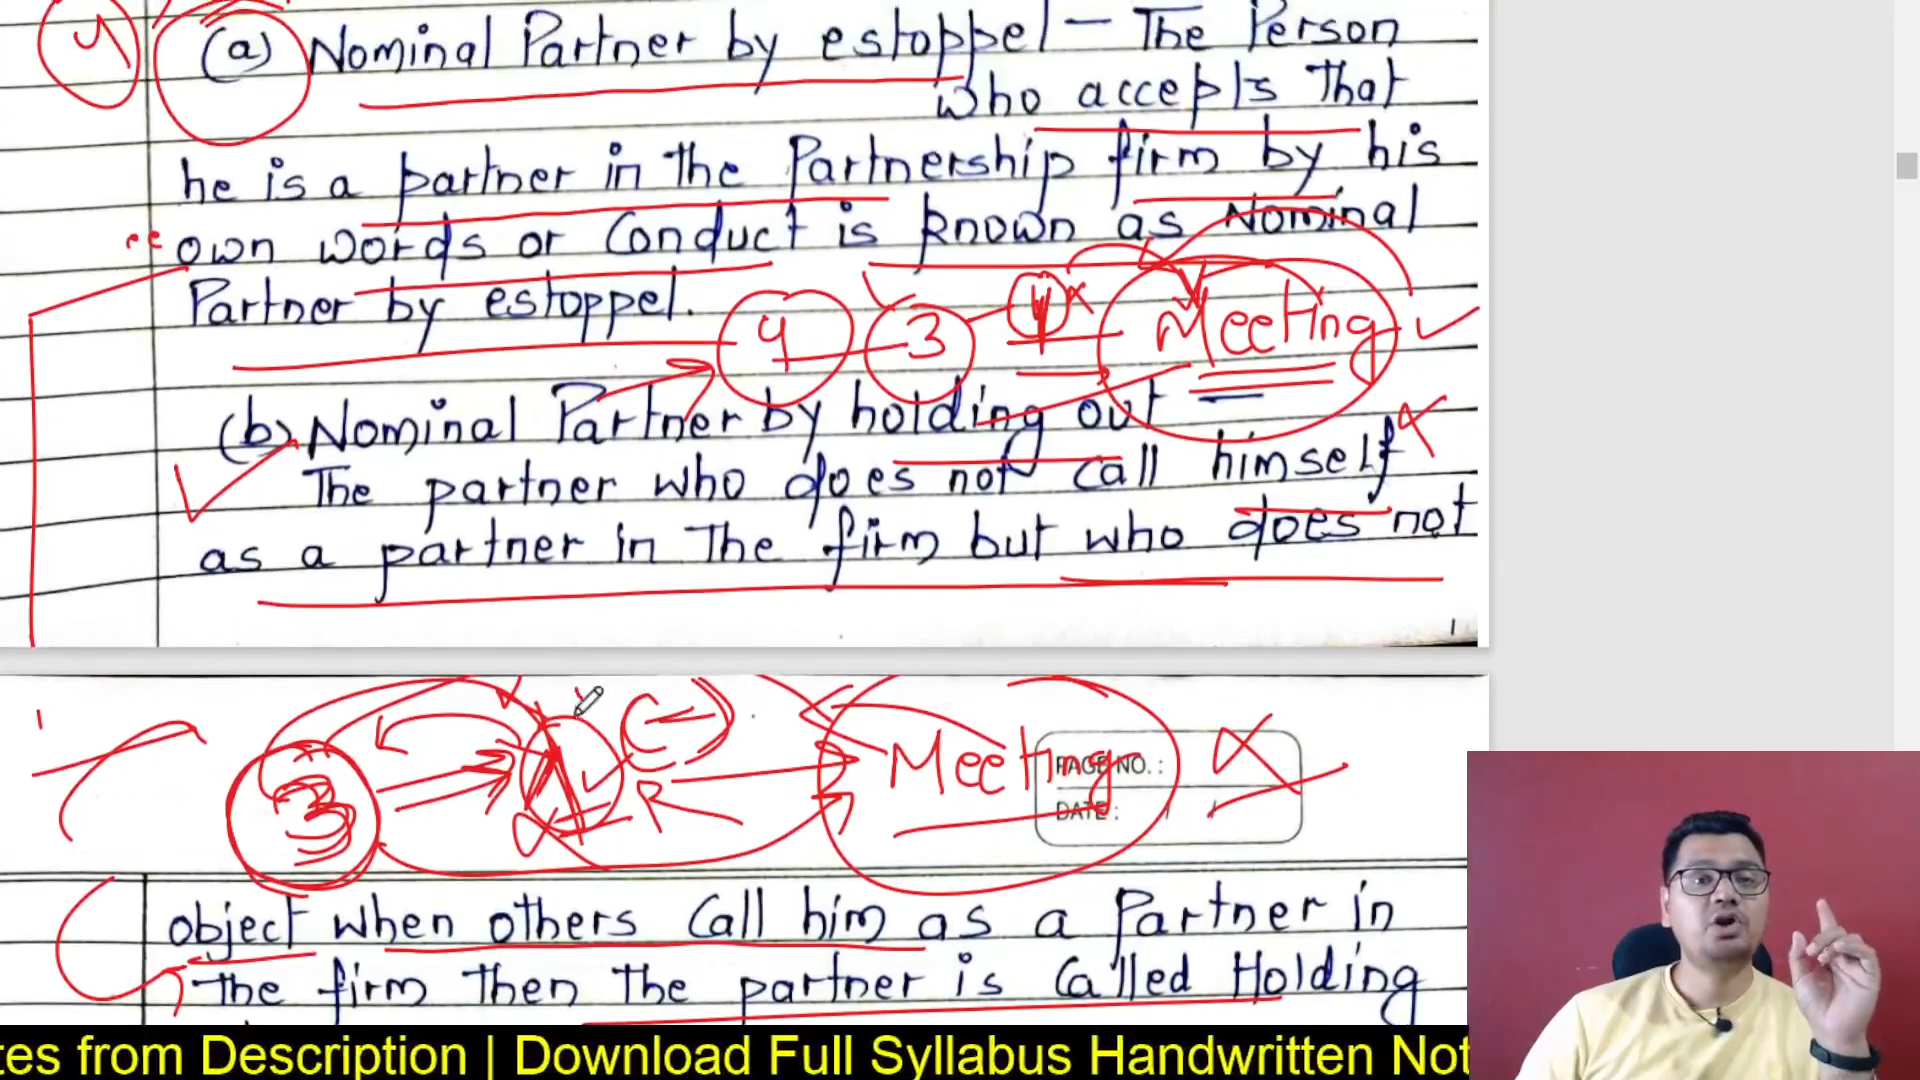 4
(a) Nominal Partner by estoppel - The Person
who accepts that
he is a partner in the Partnership firm by his
own words or Conduct is known as Nominal
Partner by estoppel.
4 3 Meeting
(b) Nominal Partner by holding out =
The partner who does not call himself
as a partner in the firm but who does not
1
3 Meeting
PAGE NO. :
DATE : / /
object when others Call him as a Partner in
the firm then the partner is Called Holding
tes from Description | Download Full Syllabus Handwritten Not